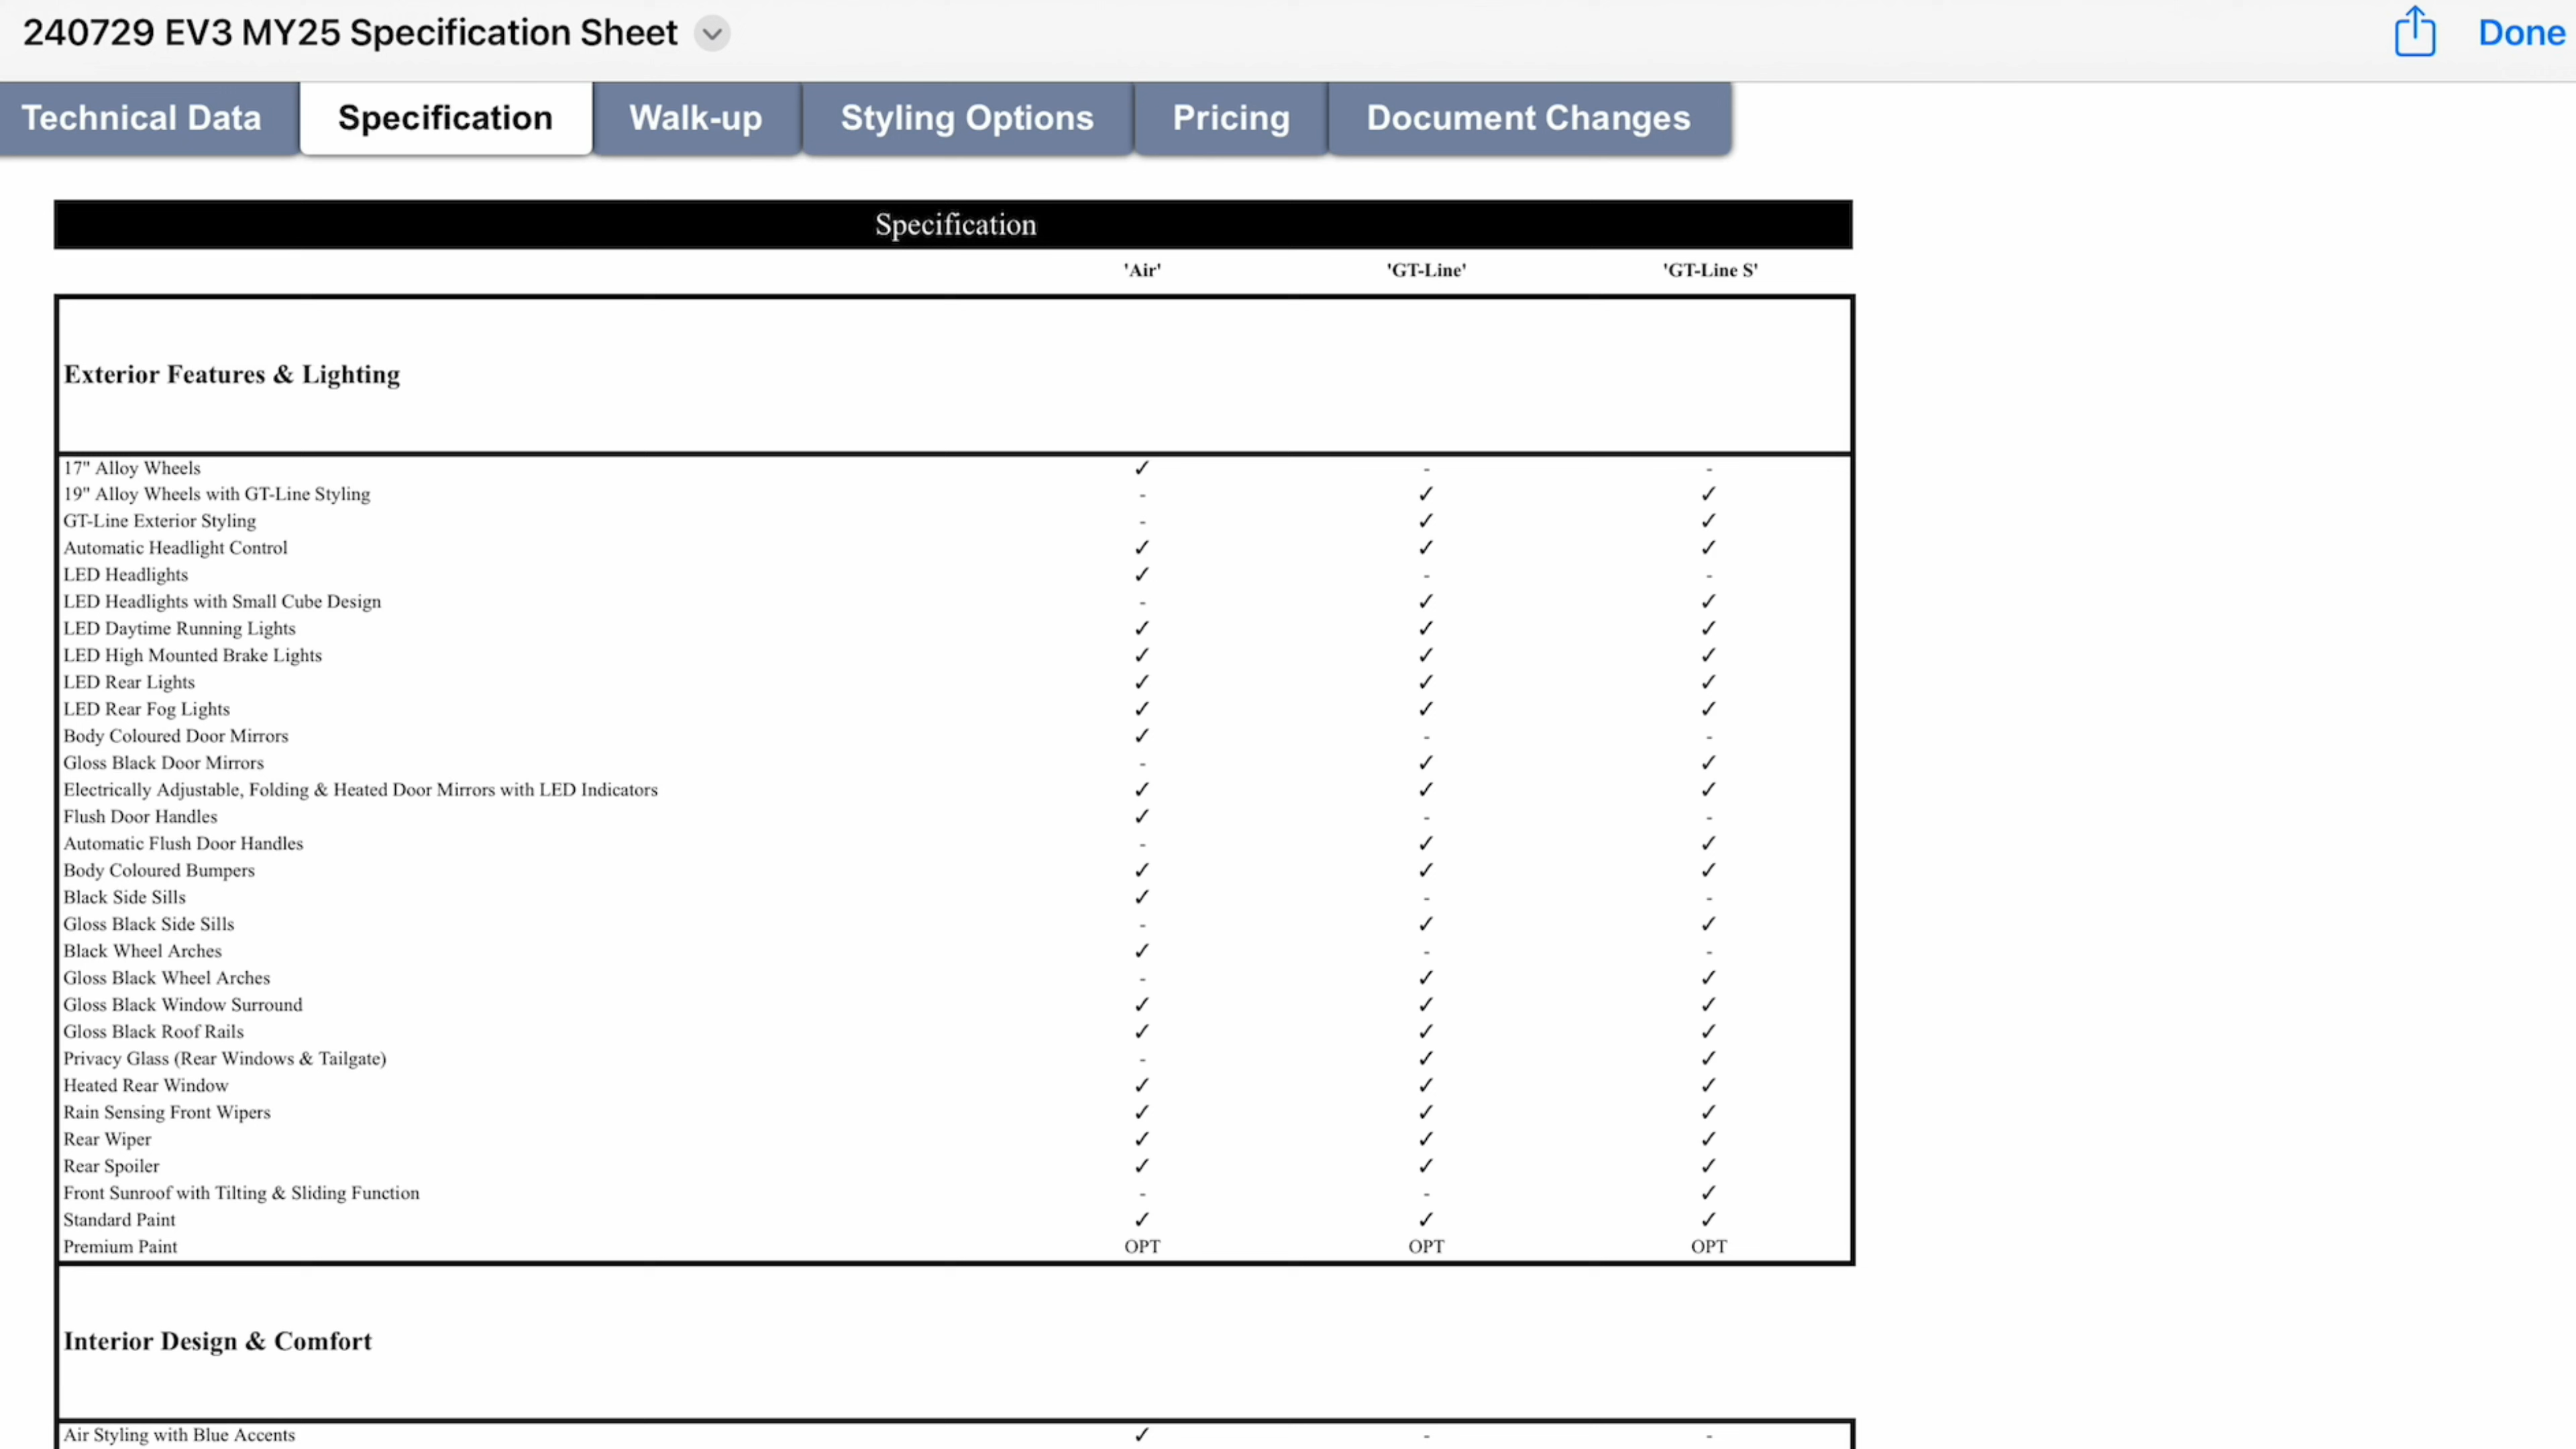 240729 EV3 MY25 Specification Sheet
Done
Technical Data Specification Walk-up Styling Options Pricing Document Changes
Specification
'Air' 'GT-Line' 'GT-Line S'
Exterior Features & Lighting
17" Alloy Wheels ✓ - -
19" Alloy Wheels with GT-Line Styling - ✓ ✓
GT-Line Exterior Styling - ✓ ✓
Automatic Headlight Control ✓ ✓ ✓
LED Headlights ✓ - -
LED Headlights with Small Cube Design - ✓ ✓
LED Daytime Running Lights ✓ ✓ ✓
LED High Mounted Brake Lights ✓ ✓ ✓
LED Rear Lights ✓ ✓ ✓
LED Rear Fog Lights ✓ ✓ ✓
Body Coloured Door Mirrors ✓ - -
Gloss Black Door Mirrors - ✓ ✓
Electrically Adjustable, Folding & Heated Door Mirrors with LED Indicators ✓ ✓ ✓
Flush Door Handles ✓ - -
Automatic Flush Door Handles - ✓ ✓
Body Coloured Bumpers ✓ ✓ ✓
Black Side Sills ✓ - -
Gloss Black Side Sills - ✓ ✓
Black Wheel Arches ✓ - -
Gloss Black Wheel Arches - ✓ ✓
Gloss Black Window Surround ✓ ✓ ✓
Gloss Black Roof Rails ✓ ✓ ✓
Privacy Glass (Rear Windows & Tailgate) - ✓ ✓
Heated Rear Window ✓ ✓ ✓
Rain Sensing Front Wipers ✓ ✓ ✓
Rear Wiper ✓ ✓ ✓
Rear Spoiler ✓ ✓ ✓
Front Sunroof with Tilting & Sliding Function - - ✓
Standard Paint ✓ ✓ ✓
Premium Paint OPT OPT OPT
Interior Design & Comfort
Air Styling with Blue Accents ✓ - -